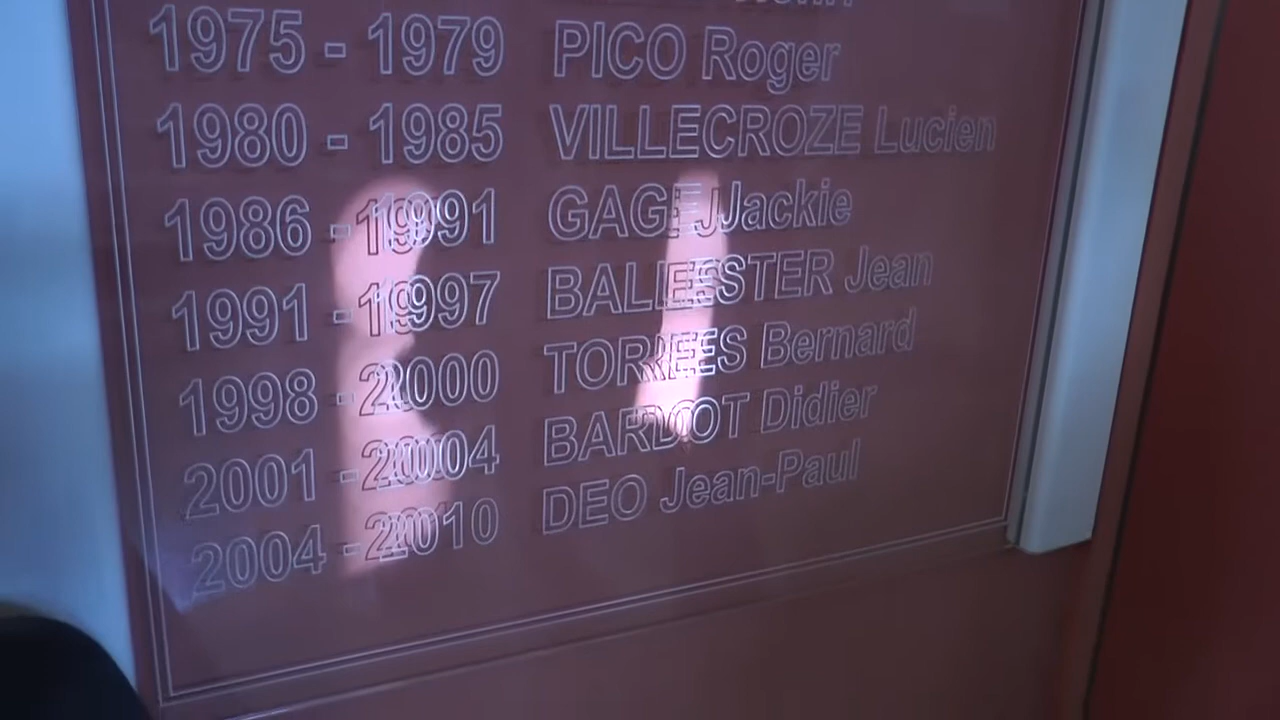 1975 - 1979 PICO Roger
1980 - 1985 VILLECROZE Lucien
1986 - 1991 GAGE Jackie
1991 - 1997 BALLESTER Jean
1998 - 2000 TORRES Bernard
2001 - 2004 BARDOT Didier
2004 - 2010 DEO Jean-Paul